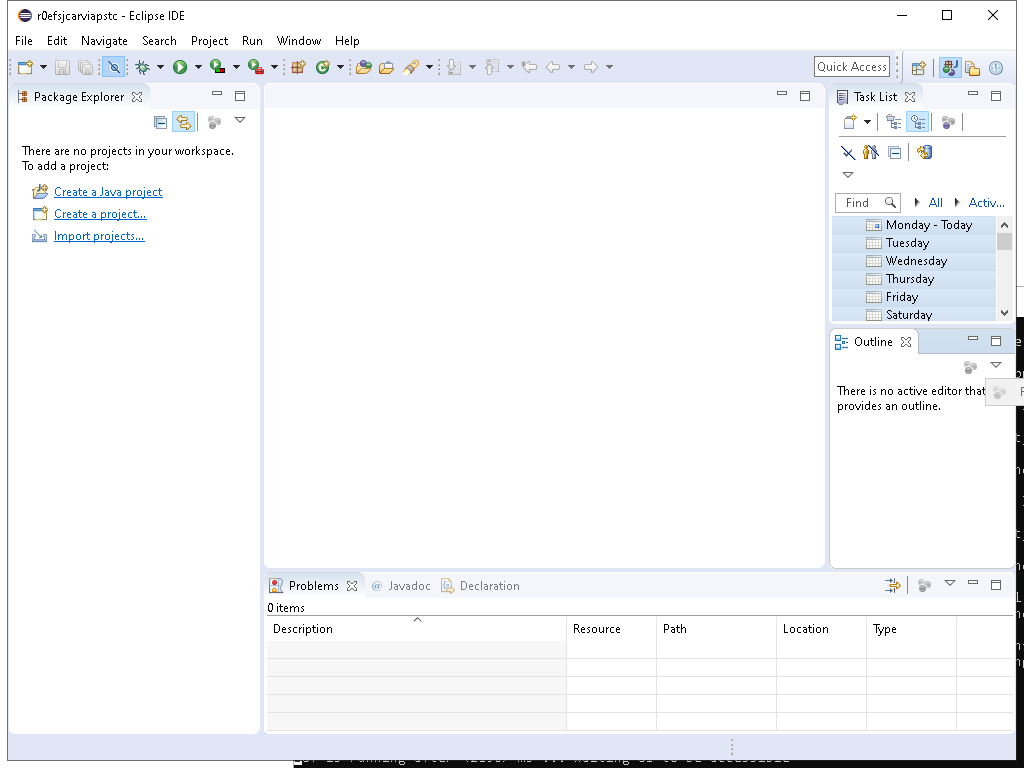 r0efsjcarviapstc - Eclipse IDE
File Edit Navigate Search Project Run Window Help
Quick Access
Package Explorer
There are no projects in your workspace.
To add a project:
Create a Java project
Create a project...
Import projects...
Task List
Find All Activ...
Monday - Today
Tuesday
Wednesday
Thursday
Friday
Saturday
Outline
There is no active editor that
provides an outline.
Problems @ Javadoc Declaration
0 items
Description Resource Path Location Type